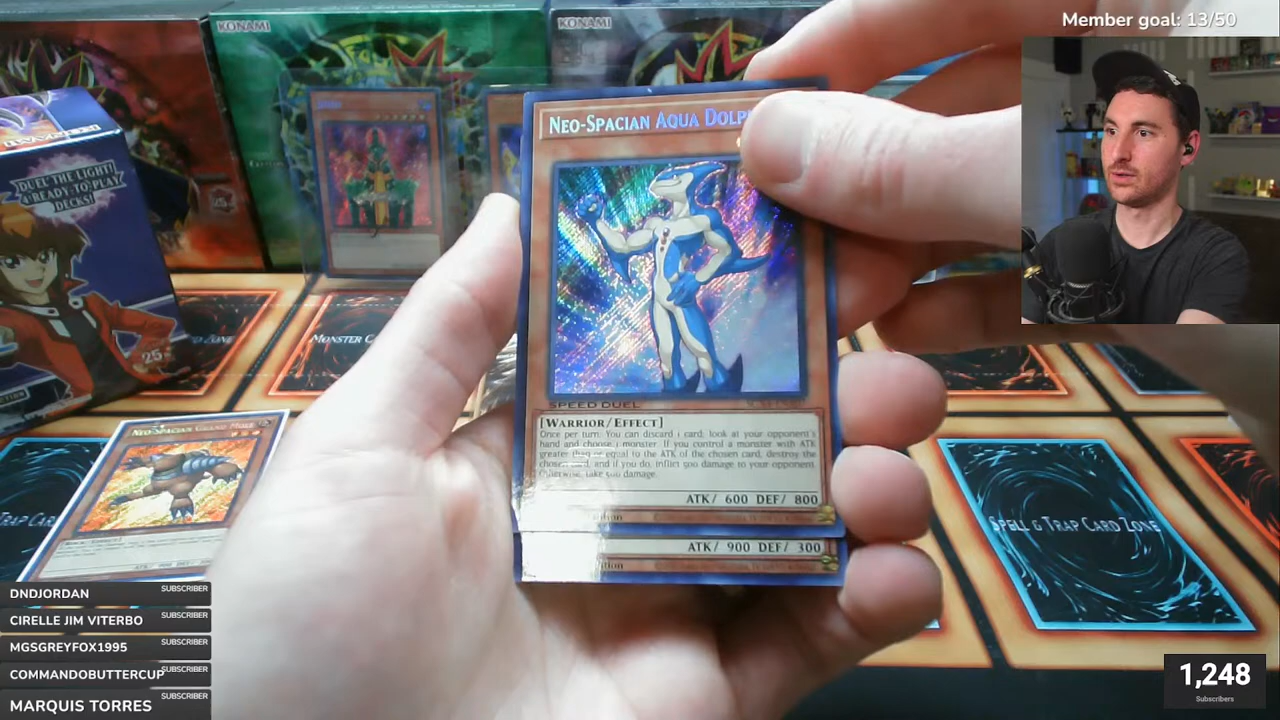 Member goal: 13/50
KONAMI
KONAMI
DUEL THE LIGHT!
4 READY-TO-PLAY
DECKS!
25
MONSTER C
NEO-SPACIAN AQUA DOLP
SPEED DUEL
[WARRIOR/EFFECT]
Once per turn: You can discard 1 card; look at your opponent's
hand and choose 1 monster. If you control a monster with ATK
greater than or equal to the ATK of the chosen card, destroy the
chosen card, and if you do, inflict 500 damage to your opponent.
Otherwise, take 500 damage.
ATK/ 600 DEF/ 800
ATK/ 900 DEF/ 300
NEO-SPACIAN GRAND MOLE
SPELL & TRAP CARD ZONE
TRAP CAR
DNDJORDAN SUBSCRIBER
CIRELLE JIM VITERBO SUBSCRIBER
MGSGREYFOX1995 SUBSCRIBER
COMMANDOBUTTERCUP SUBSCRIBER
MARQUIS TORRES SUBSCRIBER
1,248
Subscribers